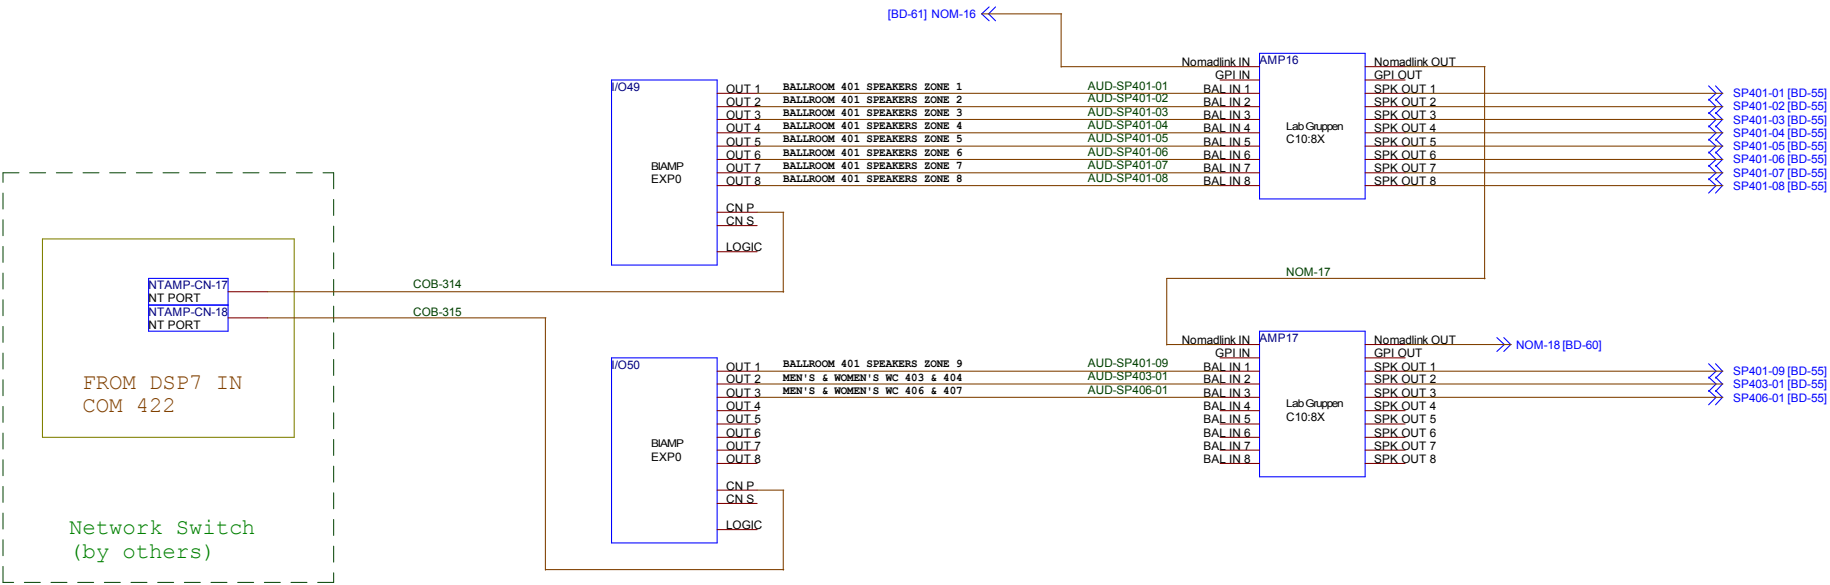 [BD-61] NOM-16
I/O49
BIAMP
EXP0
OUT 1 BALLROOM 401 SPEAKERS ZONE 1 AUD-SP401-01
OUT 2 BALLROOM 401 SPEAKERS ZONE 2 AUD-SP401-02
OUT 3 BALLROOM 401 SPEAKERS ZONE 3 AUD-SP401-03
OUT 4 BALLROOM 401 SPEAKERS ZONE 4 AUD-SP401-04
OUT 5 BALLROOM 401 SPEAKERS ZONE 5 AUD-SP401-05
OUT 6 BALLROOM 401 SPEAKERS ZONE 6 AUD-SP401-06
OUT 7 BALLROOM 401 SPEAKERS ZONE 7 AUD-SP401-07
OUT 8 BALLROOM 401 SPEAKERS ZONE 8 AUD-SP401-08
CN P
CN S
LOGIC
AMP16
Lab Gruppen
C10:8X
Nomadlink IN Nomadlink OUT
GPI IN GPI OUT
BAL IN 1 SPK OUT 1 SP401-01 [BD-55]
BAL IN 2 SPK OUT 2 SP401-02 [BD-55]
BAL IN 3 SPK OUT 3 SP401-03 [BD-55]
BAL IN 4 SPK OUT 4 SP401-04 [BD-55]
BAL IN 5 SPK OUT 5 SP401-05 [BD-55]
BAL IN 6 SPK OUT 6 SP401-06 [BD-55]
BAL IN 7 SPK OUT 7 SP401-07 [BD-55]
BAL IN 8 SPK OUT 8 SP401-08 [BD-55]
NOM-17
NTAMP-CN-17
NT PORT
COB-314
NTAMP-CN-18
NT PORT
COB-315
FROM DSP7 IN
COM 422
Network Switch
(by others)
I/O50
BIAMP
EXP0
OUT 1 BALLROOM 401 SPEAKERS ZONE 9 AUD-SP401-09
OUT 2 MEN'S & WOMEN'S WC 403 & 404 AUD-SP403-01
OUT 3 MEN'S & WOMEN'S WC 406 & 407 AUD-SP406-01
OUT 4
OUT 5
OUT 6
OUT 7
OUT 8
CN P
CN S
LOGIC
AMP17
Lab Gruppen
C10:8X
Nomadlink IN Nomadlink OUT NOM-18 [BD-60]
GPI IN GPI OUT
BAL IN 1 SPK OUT 1 SP401-09 [BD-55]
BAL IN 2 SPK OUT 2 SP403-01 [BD-55]
BAL IN 3 SPK OUT 3 SP406-01 [BD-55]
BAL IN 4 SPK OUT 4
BAL IN 5 SPK OUT 5
BAL IN 6 SPK OUT 6
BAL IN 7 SPK OUT 7
BAL IN 8 SPK OUT 8